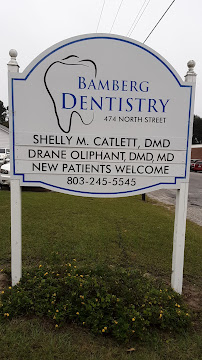 BAMBERG
DENTISTRY
474 NORTH STREET
SHELLY M. CATLETT, DMD
DRANE OLIPHANT, DMD, MD
NEW PATIENTS WELCOME
803-245-5545